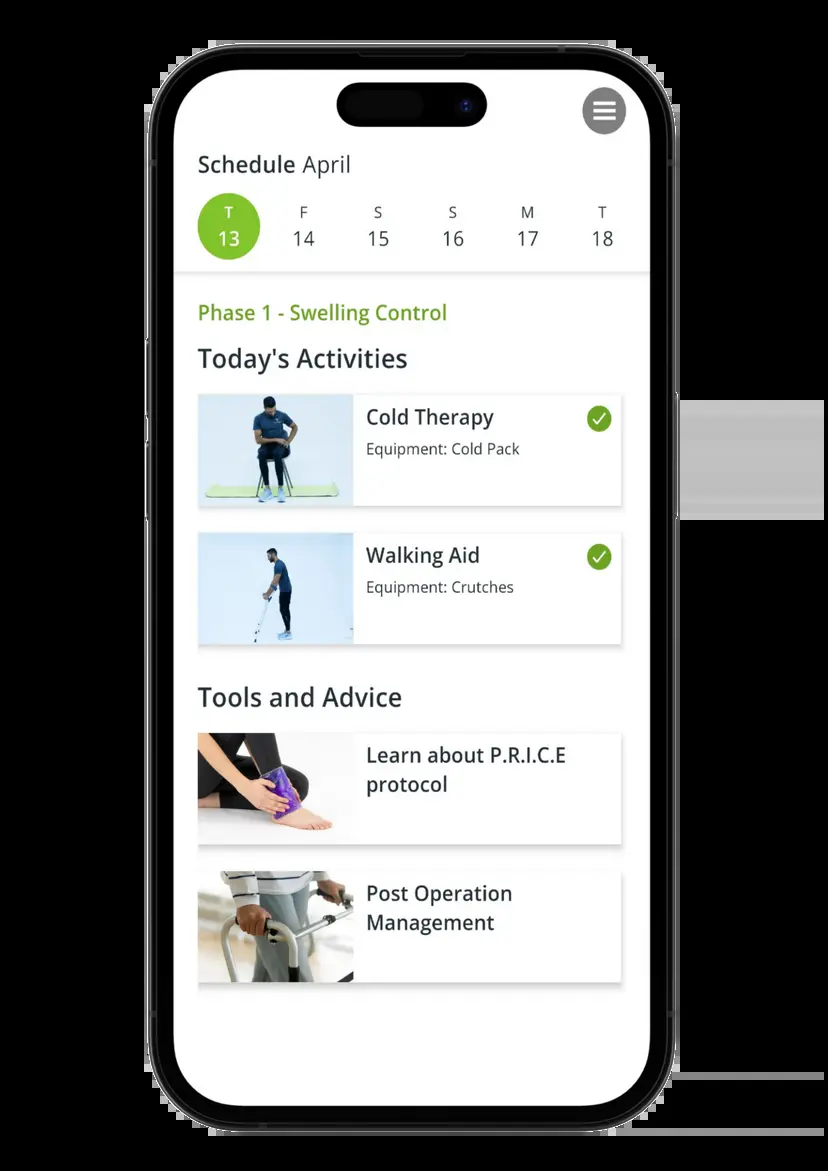 Schedule April
T F S S M T
13 14 15 16 17 18
Phase 1 - Swelling Control
Today's Activities
Cold Therapy
Equipment: Cold Pack
Walking Aid
Equipment: Crutches
Tools and Advice
Learn about P.R.I.C.E
protocol
Post Operation
Management